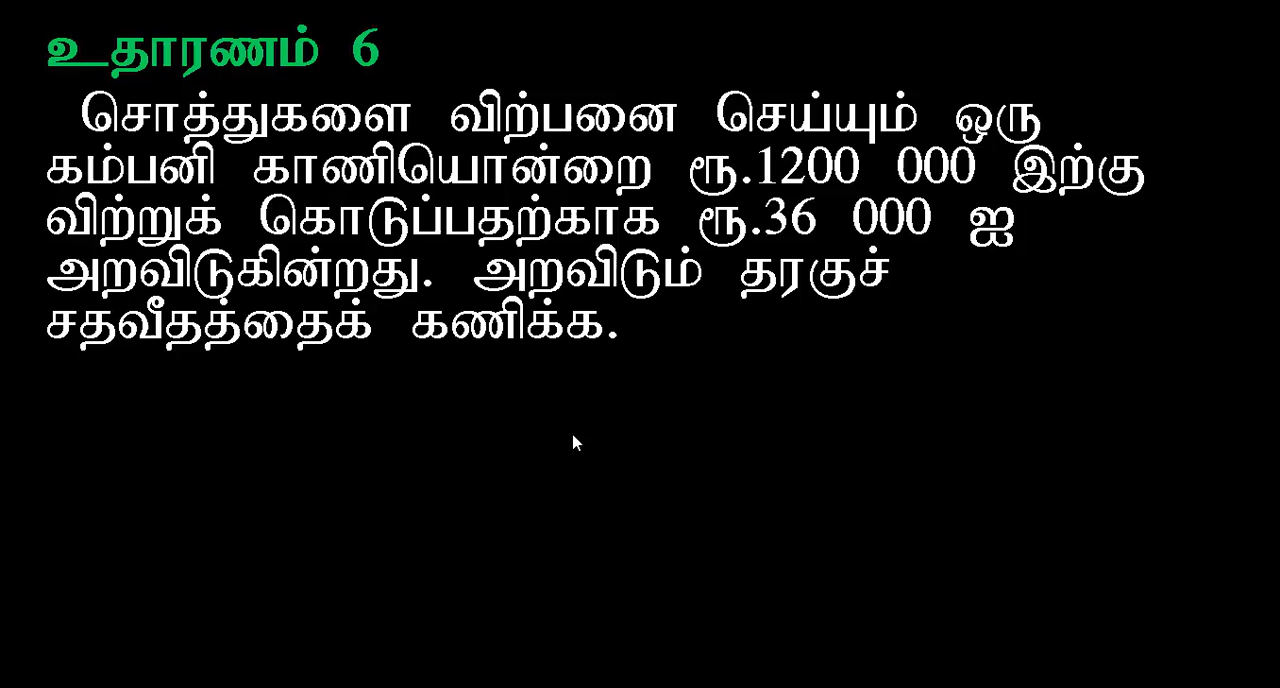 உதாரணம் 6
சொத்துகளை விற்பனை செய்யும் ஒரு
கம்பனி காணியொன்றை ரூ.1200 000 இற்கு
விற்றுக் கொடுப்பதற்காக ரூ.36 000 ஐ
அறவிடுகின்றது. அறவிடும் தரகுச்
சதவீதத்தைக் கணிக்க.